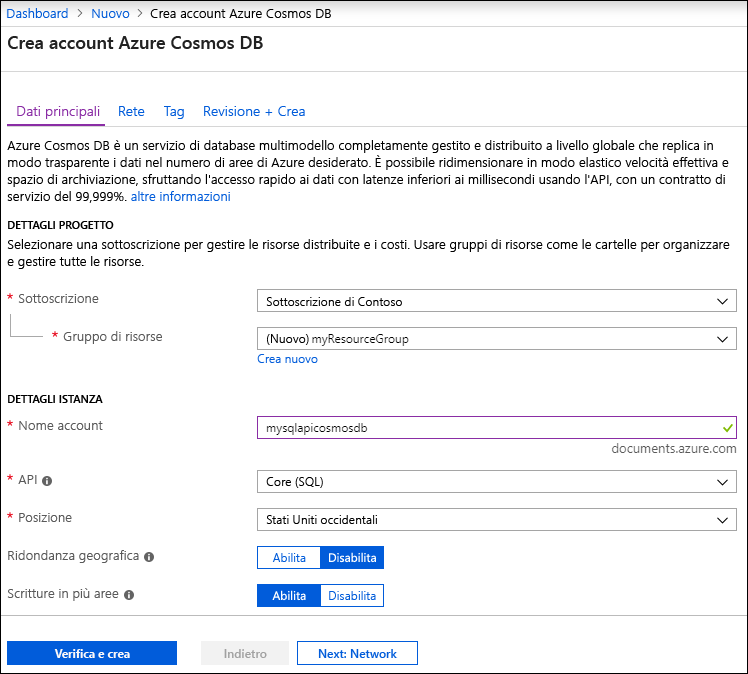 Dashboard > Nuovo > Crea account Azure Cosmos DB
Crea account Azure Cosmos DB
Dati principali Rete Tag Revisione + Crea
Azure Cosmos DB è un servizio di database multimodello completamente gestito e distribuito a livello globale che replica in
modo trasparente i dati nel numero di aree di Azure desiderato. È possibile ridimensionare in modo elastico velocità effettiva e
spazio di archiviazione, sfruttando l'accesso rapido ai dati con latenze inferiori ai millisecondi usando l'API, con un contratto di
servizio del 99,999%. altre informazioni
DETTAGLI PROGETTO
Selezionare una sottoscrizione per gestire le risorse distribuite e i costi. Usare gruppi di risorse come le cartelle per organizzare
e gestire tutte le risorse.
* Sottoscrizione Sottoscrizione di Contoso
* Gruppo di risorse (Nuovo) myResourceGroup
Crea nuovo
DETTAGLI ISTANZA
* Nome account mysqlapicosmosdb
documents.azure.com
* API Core (SQL)
* Posizione Stati Uniti occidentali
Ridondanza geografica Abilita Disabilita
Scritture in più aree Abilita Disabilita
Verifica e crea Indietro Next: Network